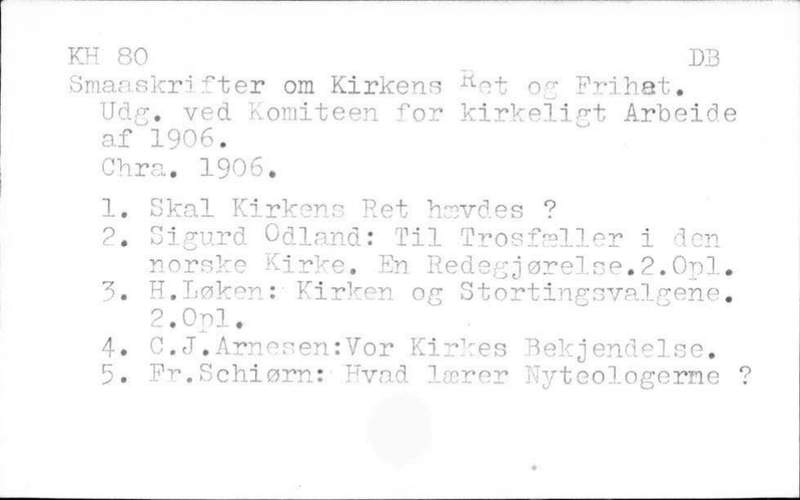 KH 80 DB
Smaaskrifter om Kirkens Ret og Frihet.
Udg. ved Komiteen for kirkeligt Arbeide
af 1906.
Chra. 1906.
1. Skal Kirkens Ret hævdes ?
2. Sigurd Odland: Til Trosfæller i den
norske Kirke. En Redegjørelse.2.Opl.
3. H.Løken: Kirken og Stortingsvalgene.
2.Opl.
4. C.J.Arnesen:Vor Kirkes Bekjendelse.
5. Fr.Schiørn: Hvad lærer Nyteologerme ?